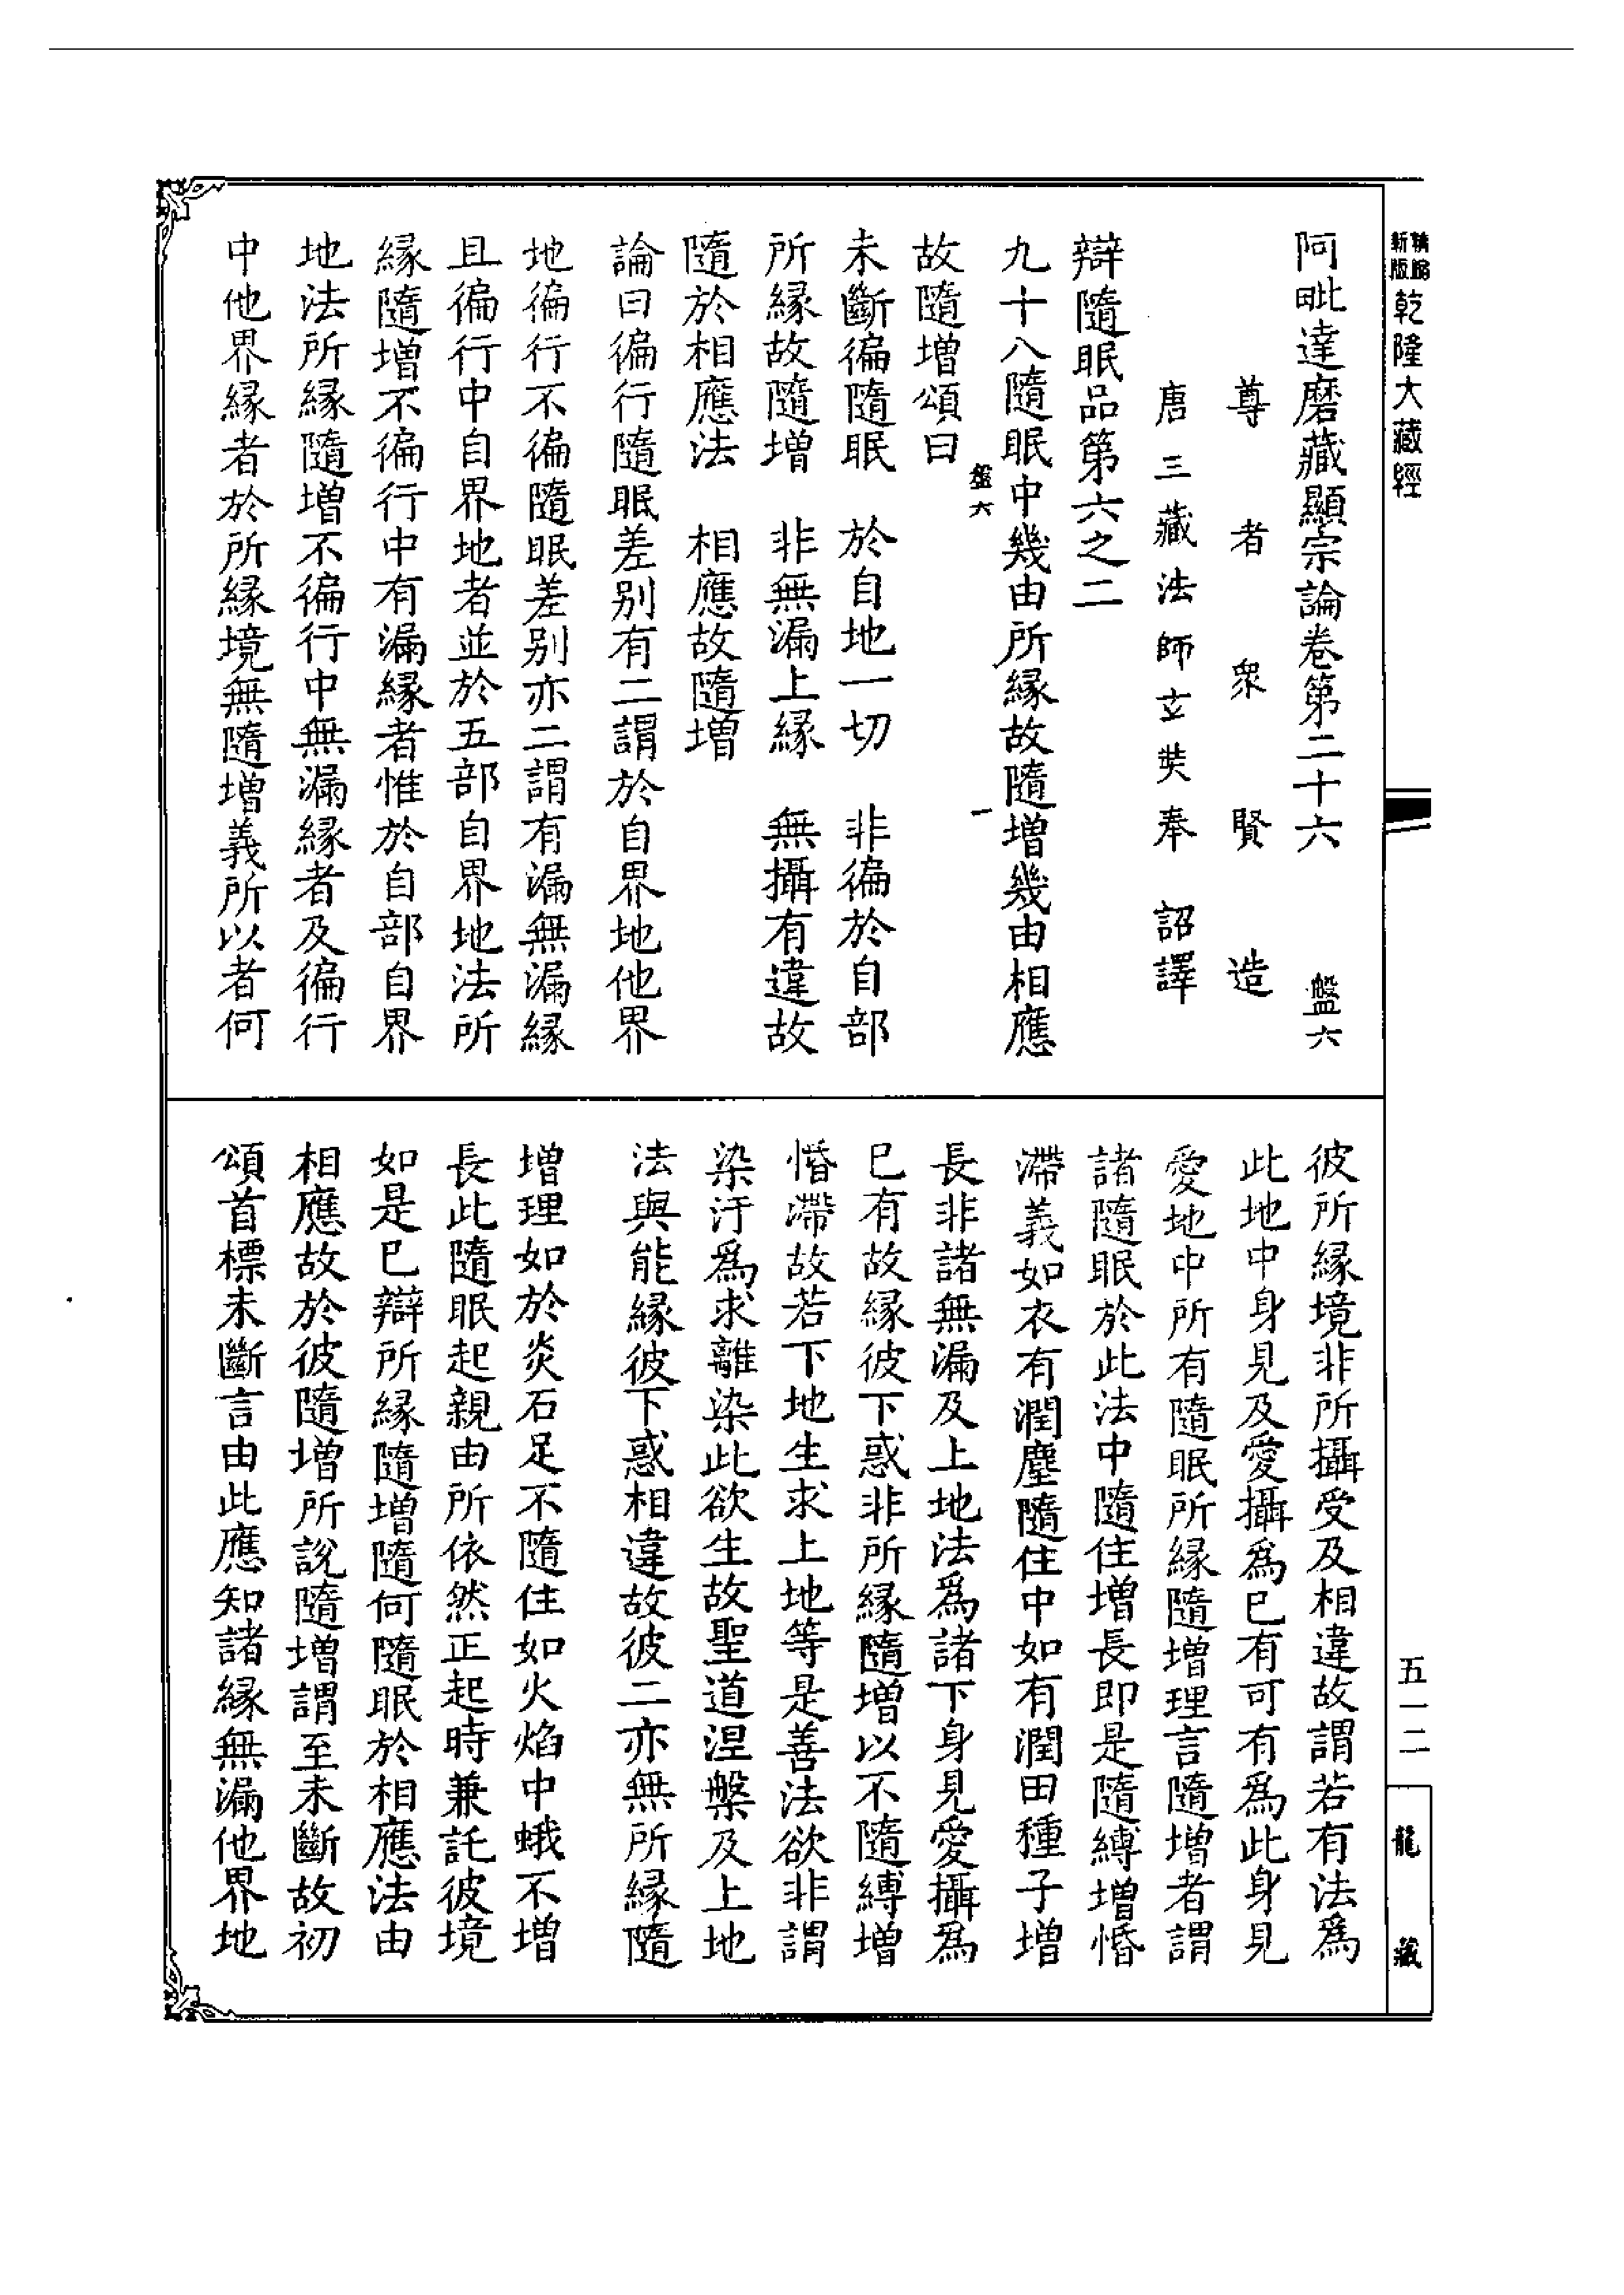 精縮新版 乾隆大藏經
阿毗達磨藏顯宗論卷第二十六 盤六
尊者衆賢造
唐三藏法師玄奘奉 詔譯
辯隨眠品第六之二
九十八隨眠中幾由所緣故隨增幾由相應
盤六 一
故隨增頌曰
未斷徧隨眠 於自地一切 非徧於自部
所緣故隨增 非無漏上緣 無攝有違故
隨於相應法 相應故隨增
論曰徧行隨眠差別有二謂於自界地他界
地徧行不徧隨眠差別亦二謂有漏無漏緣
且徧行中自界地者並於五部自界地法所
緣隨增不徧行中有漏緣者惟於自部自界
地法所緣隨增不徧行中無漏緣者及徧行
中他界緣者於所緣境無隨增義所以者何
彼所緣境非所攝受及相違故謂若有法爲
此地中身見及愛攝爲已有可有爲此身見
愛地中所有隨眠所緣隨增理言隨增者謂
諸隨眠於此法中隨住增長即是隨縛增惛
滯義如衣有潤塵隨住中如有潤田種子增
長非諸無漏及上地法爲諸下身見愛攝爲
已有故緣彼下惑非所緣隨增以不隨縛增
惛滯故若下地生求上地等是善法欲非謂
染汙爲求離染此欲生故聖道涅槃及上地
法與能緣彼下惑相違故彼二亦無所緣隨
增理如於炎石足不隨住如火焰中蛾不增
長此隨眠起親由所依然正起時兼託彼境
如是已辯所緣隨增隨何隨眠於相應法由
相應故於彼隨增所說隨增謂至未斷故初
頌首標未斷言由此應知諸緣無漏他界地
五一二
龍藏